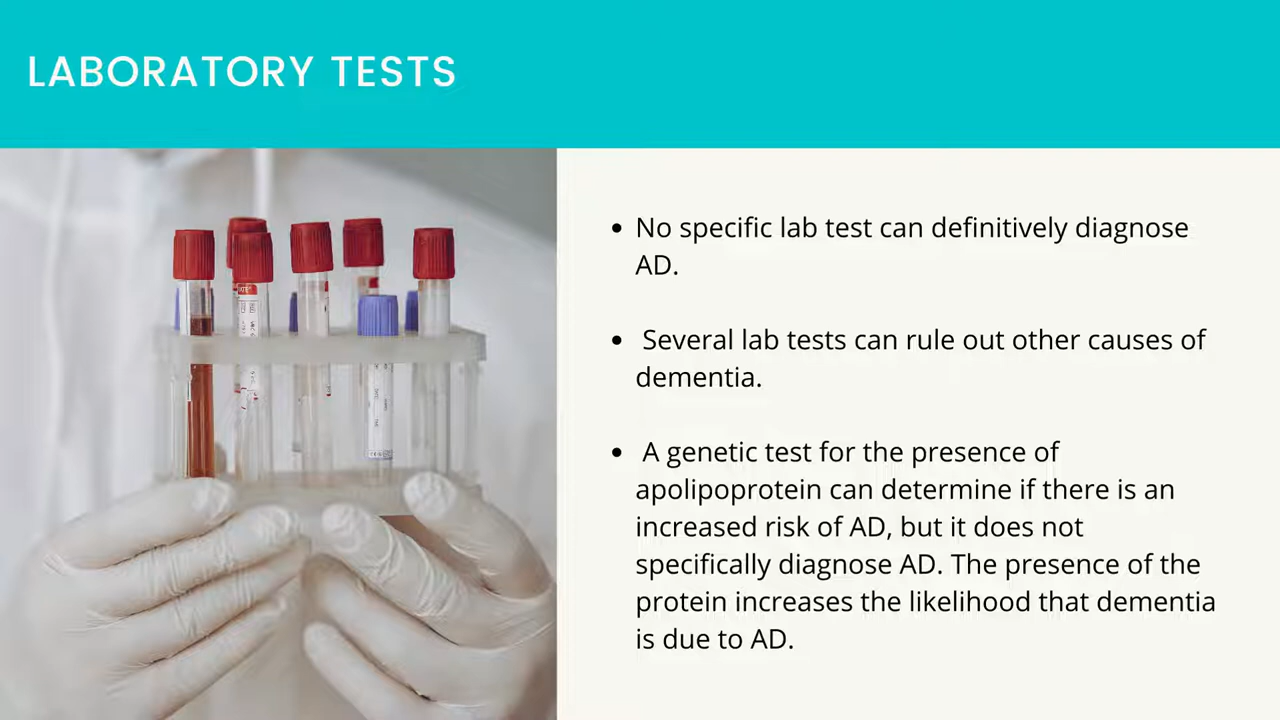 LABORATORY TESTS
• No specific lab test can definitively diagnose
AD.
• Several lab tests can rule out other causes of
dementia.
• A genetic test for the presence of
apolipoprotein can determine if there is an
increased risk of AD, but it does not
specifically diagnose AD. The presence of the
protein increases the likelihood that dementia
is due to AD.